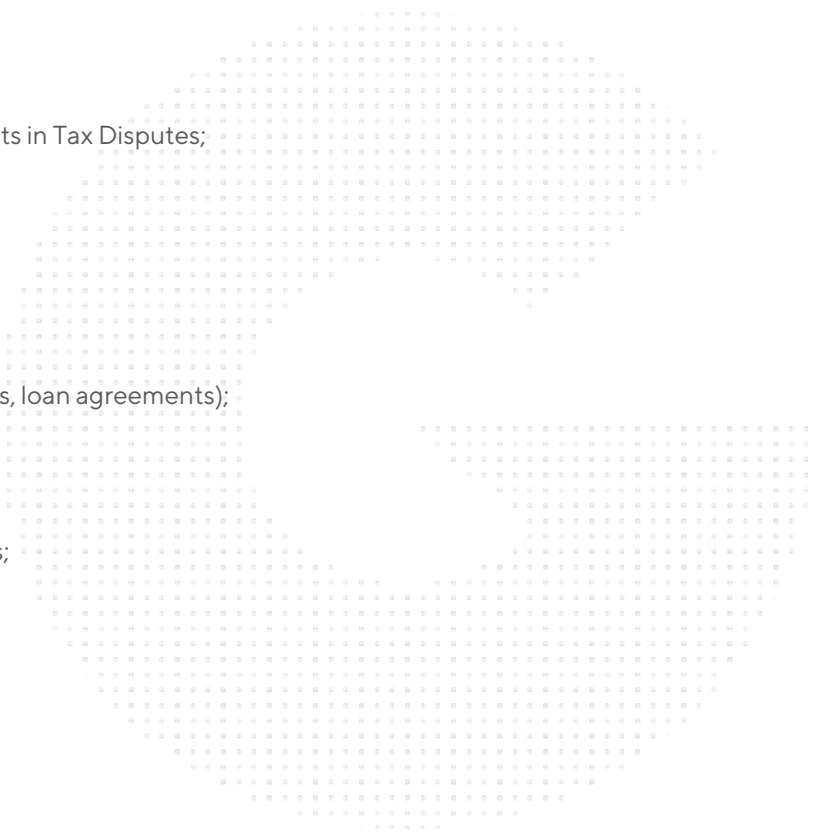 ts in Tax Disputes;
s, loan agreements);
s;